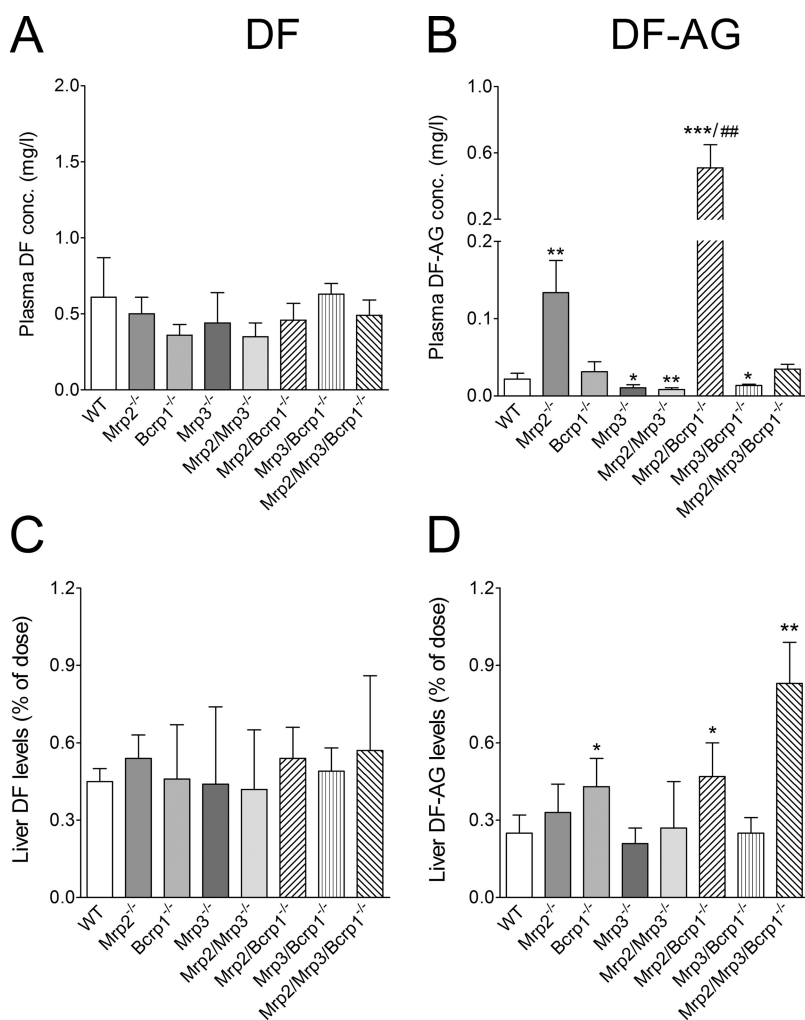 A DF
Plasma DF conc. (mg/l)
2.0
1.5
1.0
0.5
0.0
WT
Mrp2-/-
Bcrp1-/-
Mrp3-/-
Mrp2/Mrp3-/-
Mrp2/Bcrp1-/-
Mrp3/Bcrp1-/-
Mrp2/Mrp3/Bcrp1-/-
B DF-AG
Plasma DF-AG conc. (mg/l)
1.0
0.6
0.2
0.2
0.1
0.0
**
*
**
***/##
*
WT
Mrp2-/-
Bcrp1-/-
Mrp3-/-
Mrp2/Mrp3-/-
Mrp2/Bcrp1-/-
Mrp3/Bcrp1-/-
Mrp2/Mrp3/Bcrp1-/-
C
Liver DF levels (% of dose)
1.2
0.9
0.6
0.3
0.0
WT
Mrp2-/-
Bcrp1-/-
Mrp3-/-
Mrp2/Mrp3-/-
Mrp2/Bcrp1-/-
Mrp3/Bcrp1-/-
Mrp2/Mrp3/Bcrp1-/-
D
Liver DF-AG levels (% of dose)
1.2
0.9
0.6
0.3
0.0
*
*
**
WT
Mrp2-/-
Bcrp1-/-
Mrp3-/-
Mrp2/Mrp3-/-
Mrp2/Bcrp1-/-
Mrp3/Bcrp1-/-
Mrp2/Mrp3/Bcrp1-/-